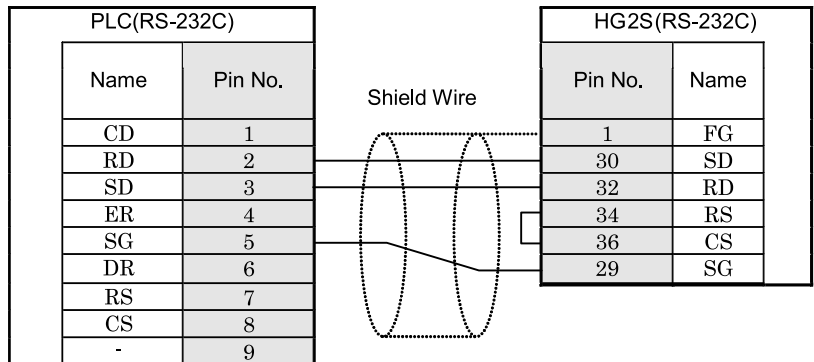 PLC(RS-232C) HG2S(RS-232C)
Name Pin No. Shield Wire Pin No. Name
CD 1 1 FG
RD 2 30 SD
SD 3 32 RD
ER 4 34 RS
SG 5 36 CS
DR 6 29 SG
RS 7
CS 8
- 9